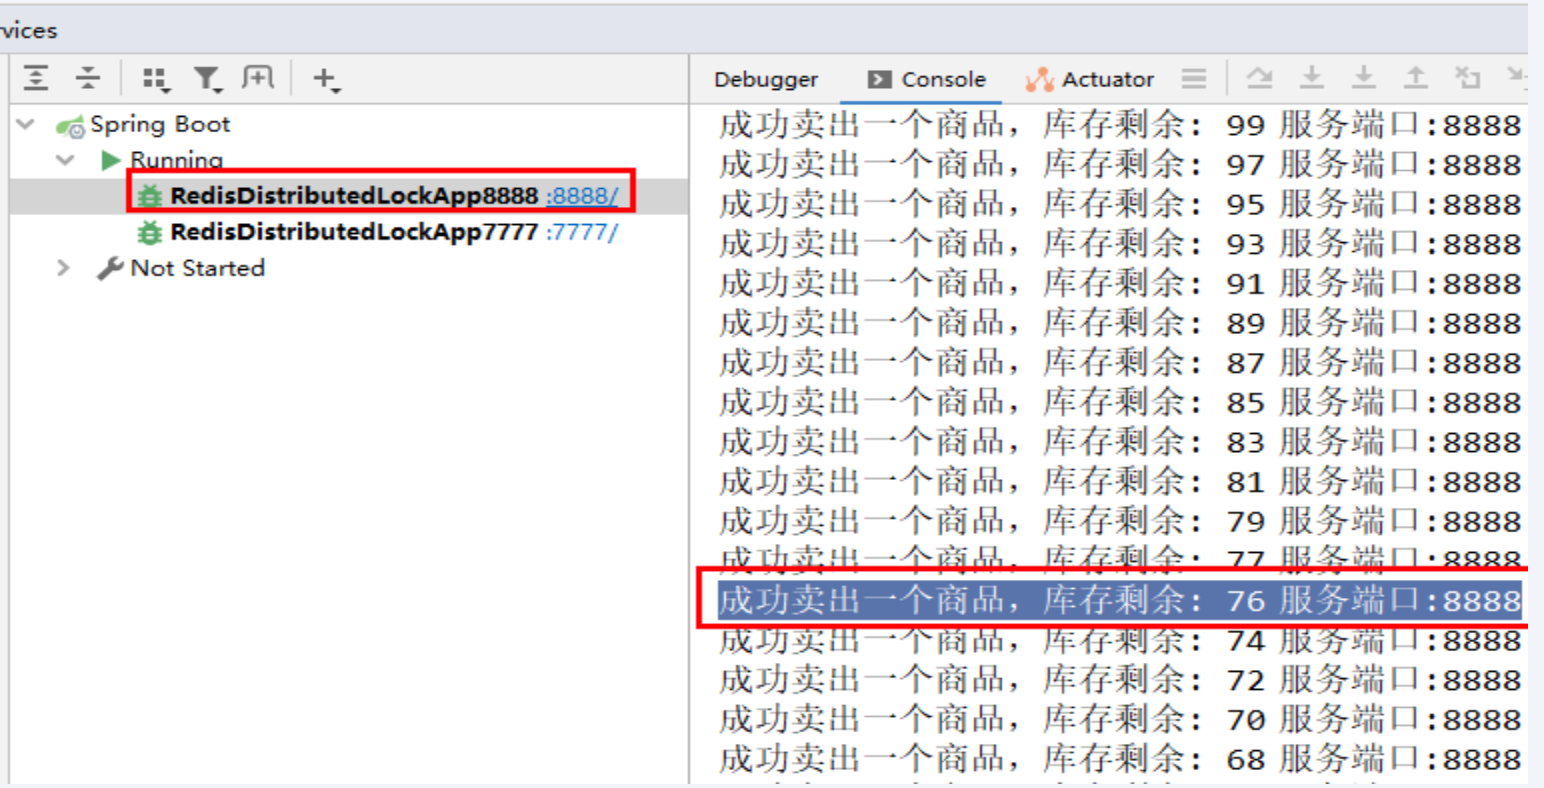 vices
Spring Boot
Running
RedisDistributedLockApp8888 :8888/
RedisDistributedLockApp7777 :7777/
Not Started
Debugger Console Actuator
成功卖出一个商品，库存剩余: 99 服务端口:8888
成功卖出一个商品，库存剩余: 97 服务端口:8888
成功卖出一个商品，库存剩余: 95 服务端口:8888
成功卖出一个商品，库存剩余: 93 服务端口:8888
成功卖出一个商品，库存剩余: 91 服务端口:8888
成功卖出一个商品，库存剩余: 89 服务端口:8888
成功卖出一个商品，库存剩余: 87 服务端口:8888
成功卖出一个商品，库存剩余: 85 服务端口:8888
成功卖出一个商品，库存剩余: 83 服务端口:8888
成功卖出一个商品，库存剩余: 81 服务端口:8888
成功卖出一个商品，库存剩余: 79 服务端口:8888
成功卖出一个商品，库存剩余: 77 服务端口:8888
成功卖出一个商品，库存剩余: 76 服务端口:8888
成功卖出一个商品，库存剩余: 74 服务端口:8888
成功卖出一个商品，库存剩余: 72 服务端口:8888
成功卖出一个商品，库存剩余: 70 服务端口:8888
成功卖出一个商品，库存剩余: 68 服务端口:8888